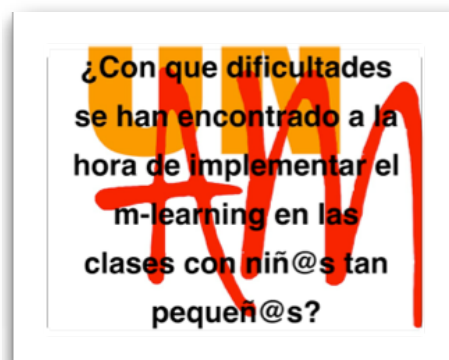 ¿Con que dificultades
se han encontrado a la
hora de implementar el
m-learning en las
clases con niñ@s tan
pequeñ@s?